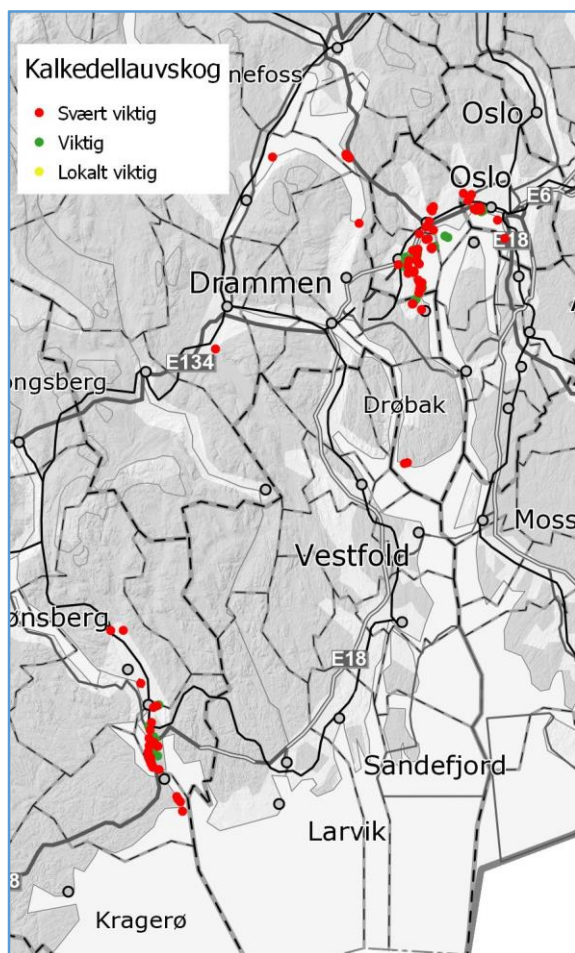 Kalkedellauvskog
Svært viktig
Viktig
Lokalt viktig
nefoss
Oslo
Oslo
E6
E18
Drammen
E134
ongsberg
Drøbak
Moss
Vestfold
ønsberg
E18
Sandefjord
Larvik
8
Kragerø